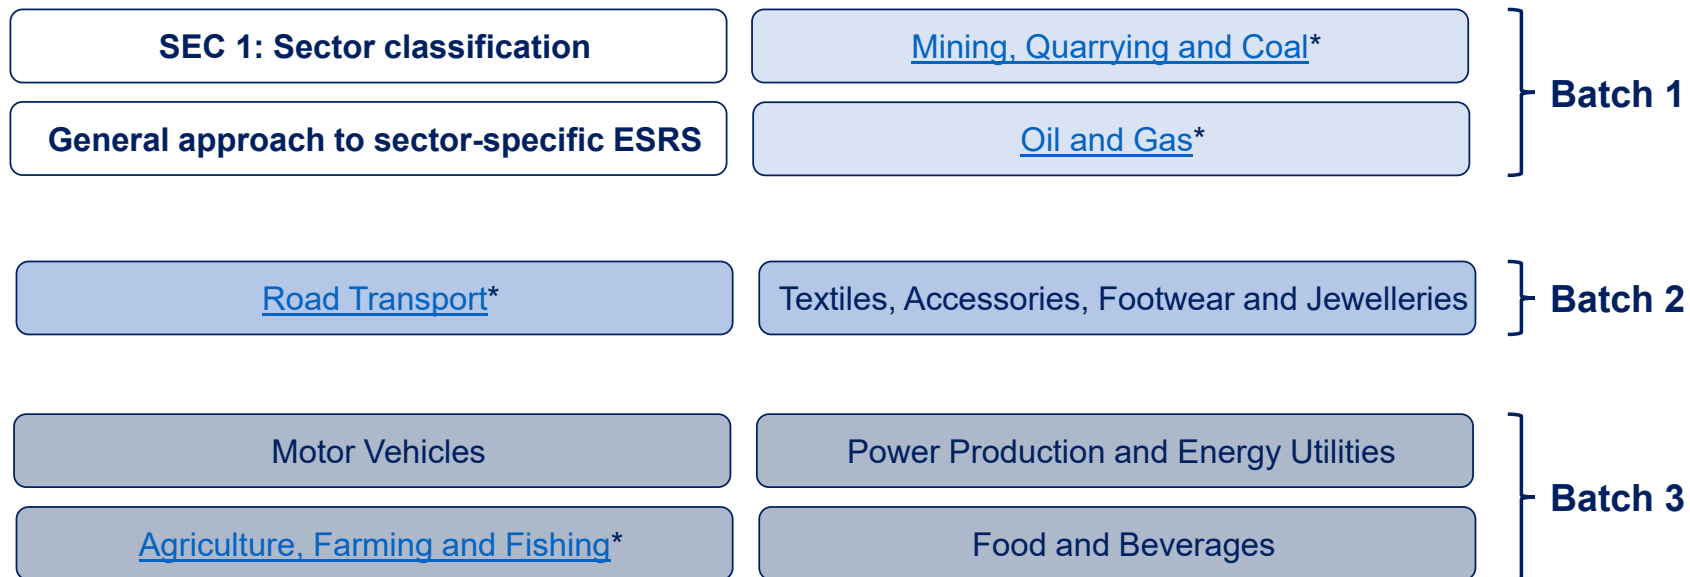 SEC 1: Sector classification
Mining, Quarrying and Coal*
General approach to sector-specific ESRS
Oil and Gas*
Batch 1
Road Transport*
Textiles, Accessories, Footwear and Jewelleries
Batch 2
Motor Vehicles
Power Production and Energy Utilities
Agriculture, Farming and Fishing*
Food and Beverages
Batch 3